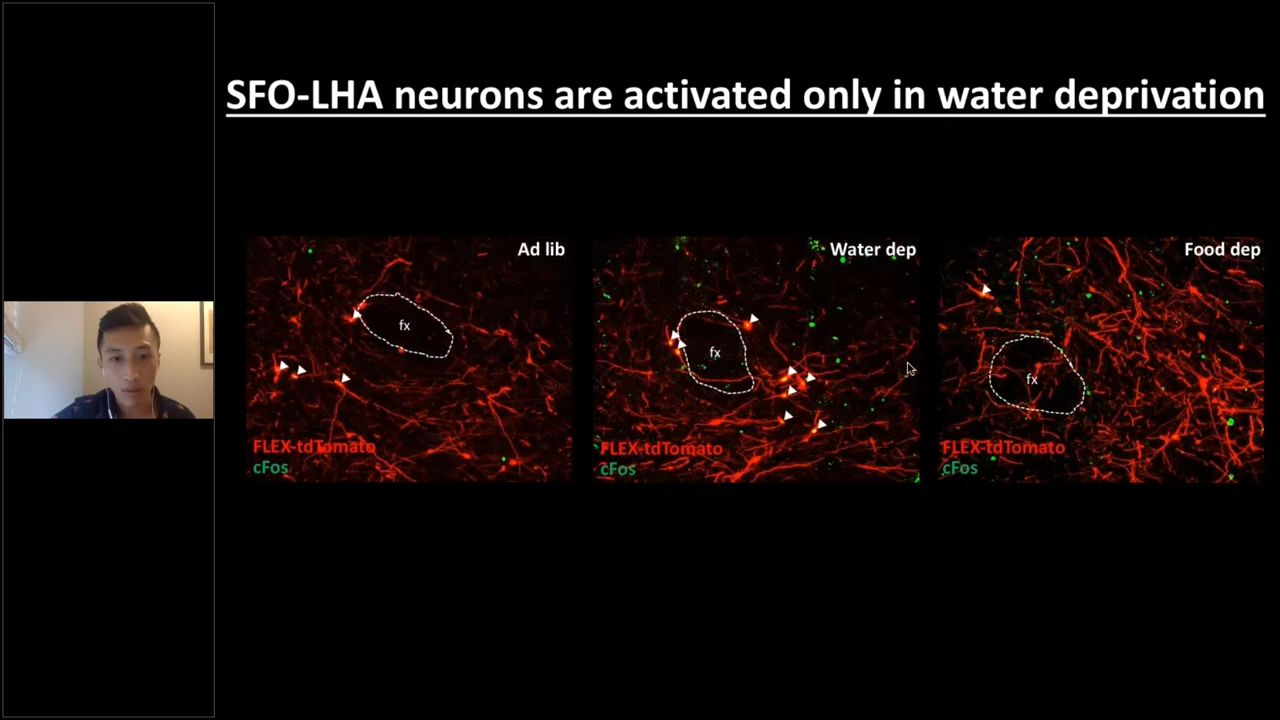 SFO-LHA neurons are activated only in water deprivation
Ad lib
fx
FLEX-tdTomato
cFos
Water dep
fx
FLEX-tdTomato
cFos
Food dep
fx
FLEX-tdTomato
cFos